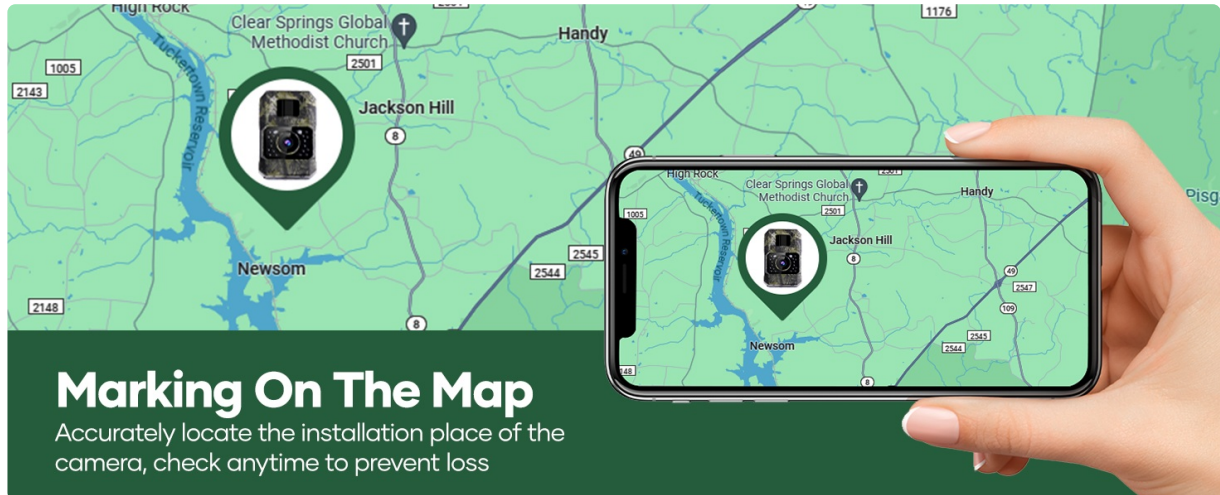 High Rock
Clear Springs Global
Methodist Church
Handy
1176
1005
2501
2143
Tuckertown Reservoir
Jackson Hill
8
49
Pisg
Newsom
2545
2544
2148
8
High Rock
Clear Springs Global
Methodist Church
Handy
1005
2501
Tuckertown Reservoir
Jackson Hill
8
49
2547
109
Newsom
2545
2544
148
8
Marking On The Map
Accurately locate the installation place of the
camera, check anytime to prevent loss